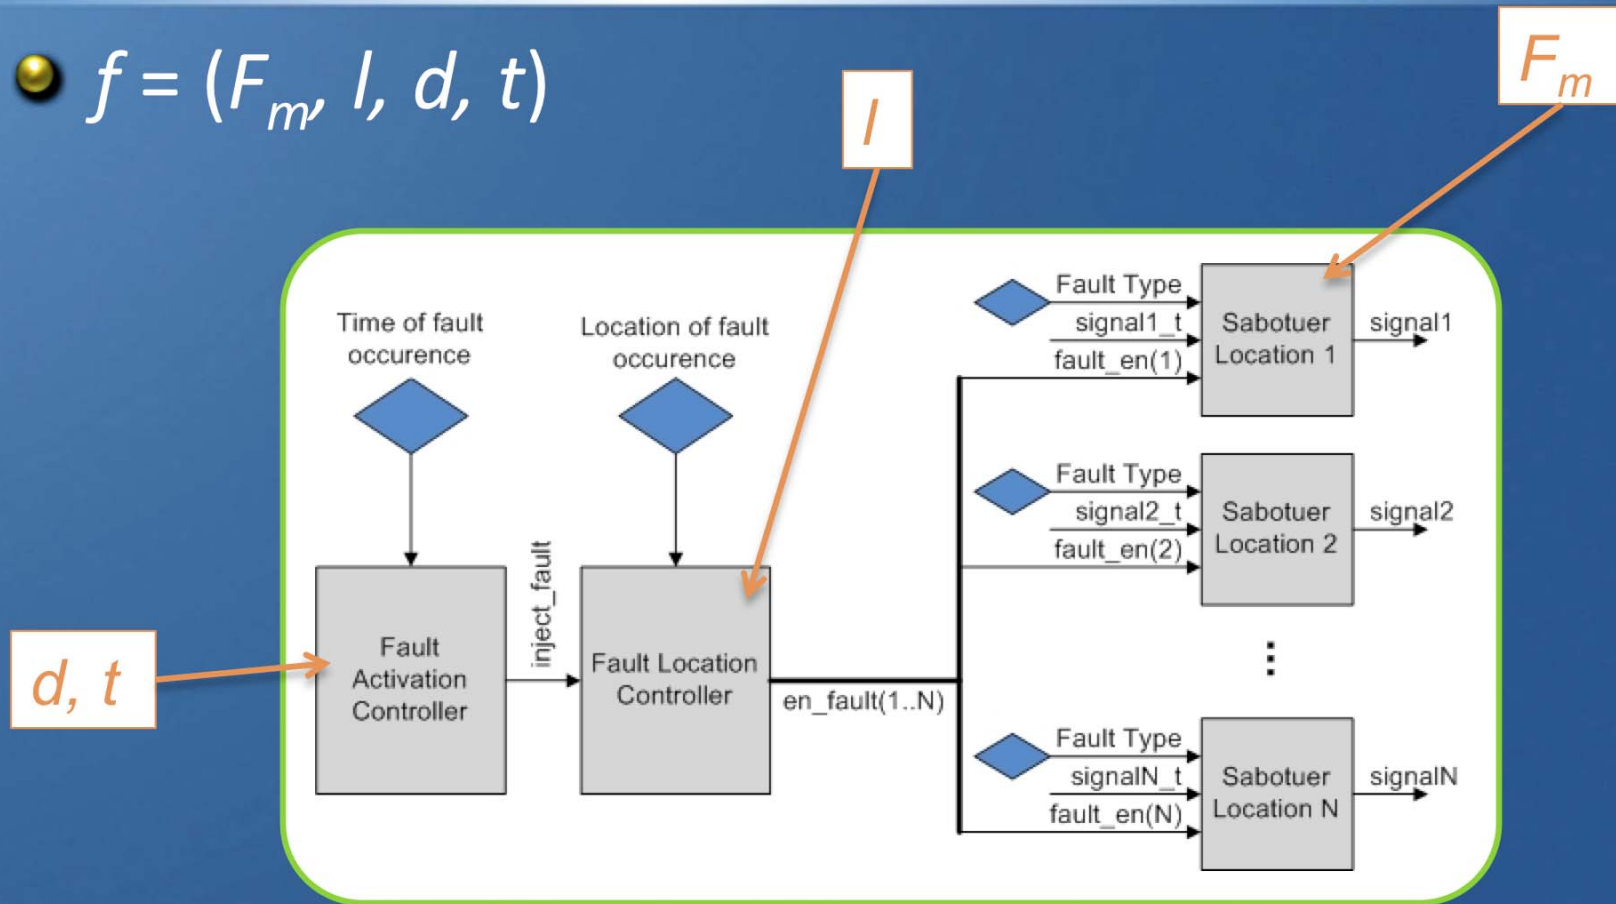 f = (Fm, l, d, t)
l
Fm
Time of fault
occurence
Location of fault
occurence
Fault Type
signal1_t
fault_en(1)
Sabotuer
Location 1
signal1
Fault Type
signal2_t
fault_en(2)
Sabotuer
Location 2
signal2
d, t
Fault
Activation
Controller
inject_fault
Fault Location
Controller
en_fault(1..N)
⋮
Fault Type
signalN_t
fault_en(N)
Sabotuer
Location N
signalN